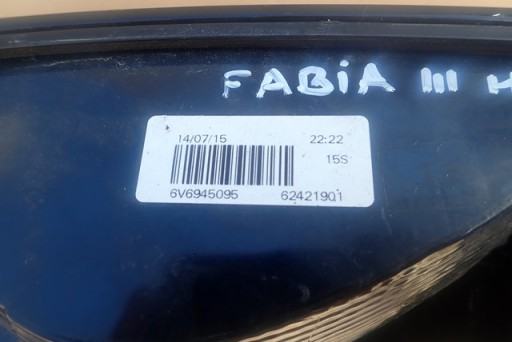 FABiA III H
14/07/15 22:22
15S
6V6945095 62421901